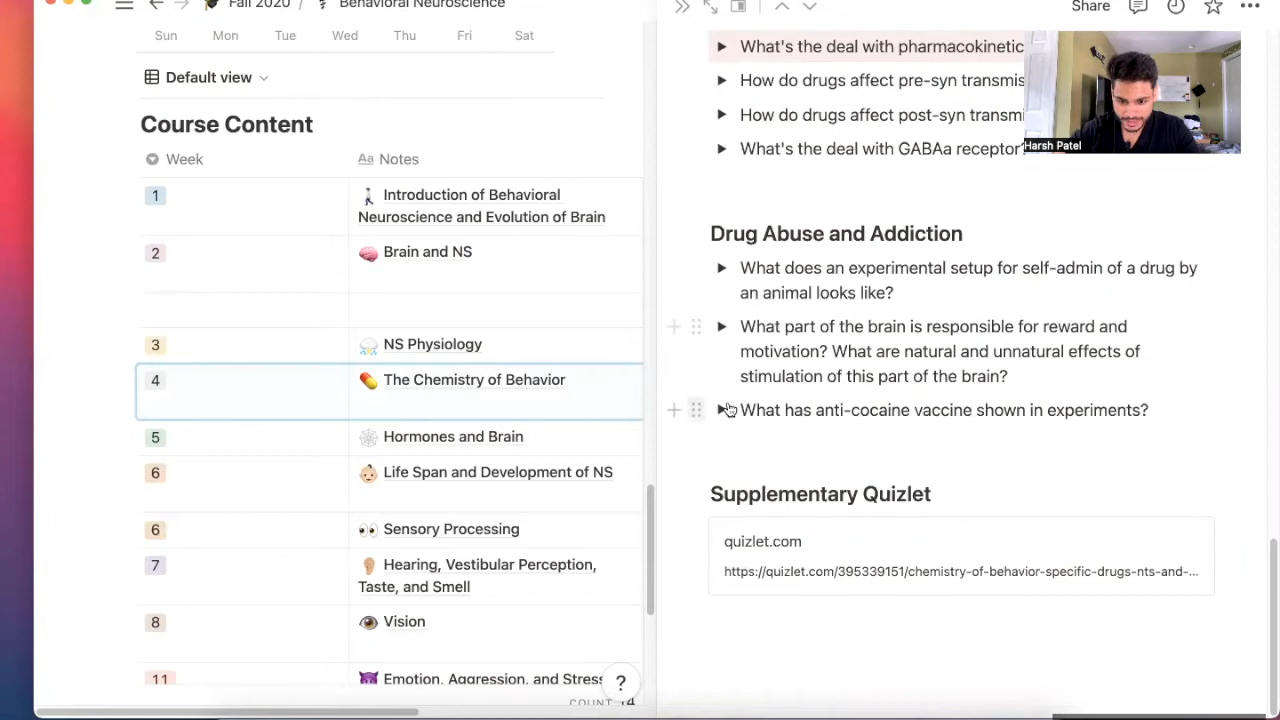 Fall 2020 /
Behavioral Neuroscience
Share
Sun Mon Tue Wed Thu Fri Sat
Default view
Course Content
Week
Aa Notes
1
Introduction of Behavioral
Neuroscience and Evolution of Brain
2
Brain and NS
3
NS Physiology
4
The Chemistry of Behavior
5
Hormones and Brain
6
Life Span and Development of NS
6
Sensory Processing
7
Hearing, Vestibular Perception,
Taste, and Smell
8
Vision
11
Emotion, Aggression, and Stress
COUNT 14
?
What's the deal with pharmacokinetic
How do drugs affect pre-syn transmis
How do drugs affect post-syn transmi
What's the deal with GABAa receptor?
Harsh Patel
Drug Abuse and Addiction
What does an experimental setup for self-admin of a drug by
an animal looks like?
What part of the brain is responsible for reward and
motivation? What are natural and unnatural effects of
stimulation of this part of the brain?
What has anti-cocaine vaccine shown in experiments?
Supplementary Quizlet
quizlet.com
https://quizlet.com/395339151/chemistry-of-behavior-specific-drugs-nts-and-...